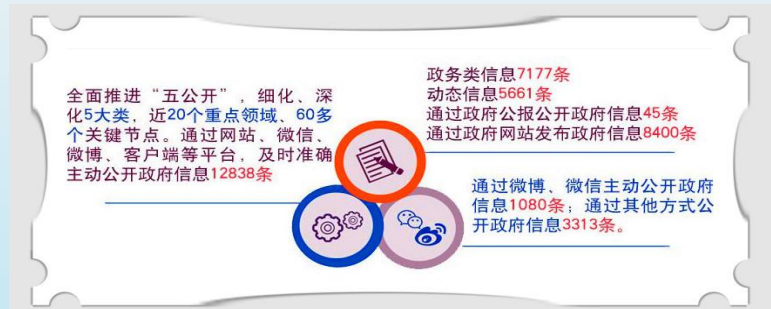 全面推进“五公开”，细化、深
化5大类，近20个重点领域、60多
个关键节点。通过网站、微信、
微博、客户端等平台，及时准确
主动公开政府信息12838条
政务类信息7177条
动态信息5661条
通过政府公报公开政府信息45条
通过政府网站发布政府信息8400条
通过微博、微信主动公开政府
信息1080条；通过其他方式公
开政府信息3313条。